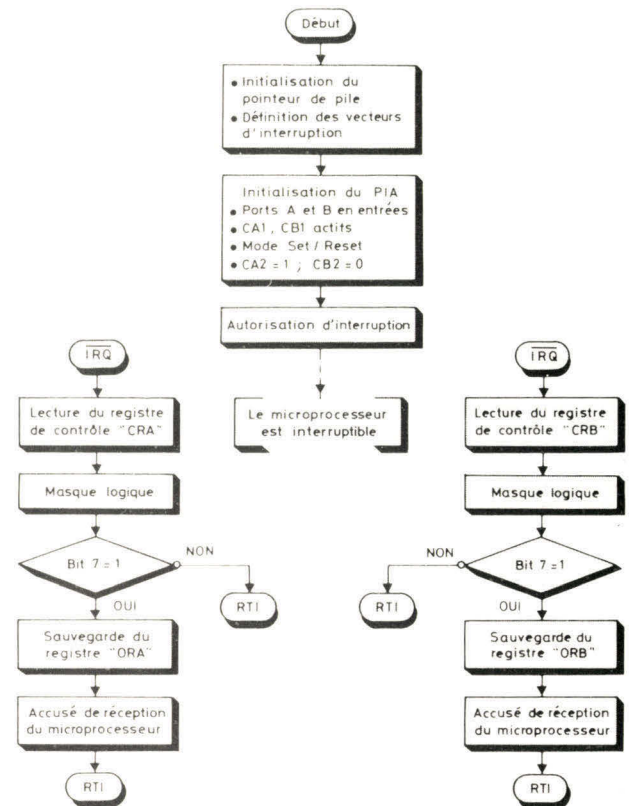 Début
• Initialisation du
pointeur de pile
• Définition des vecteurs
d'interruption
Initialisation du PIA
• Ports A et B en entrées
• CA1, CB1 actifs
• Mode Set / Reset
• CA2 = 1 ; CB2 = 0
Autorisation d'interruption
Le microprocesseur
est interruptible
IRQ
Lecture du registre
de contrôle "CRA"
Masque logique
Bit 7 = 1
NON
RTI
OUI
Sauvegarde du
registre "ORA"
Accusé de réception
du microprocesseur
RTI
IRQ
Lecture du registre
de contrôle "CRB"
Masque logique
Bit 7 = 1
NON
RTI
OUI
Sauvegarde du
registre "ORB"
Accusé de réception
du microprocesseur
RTI